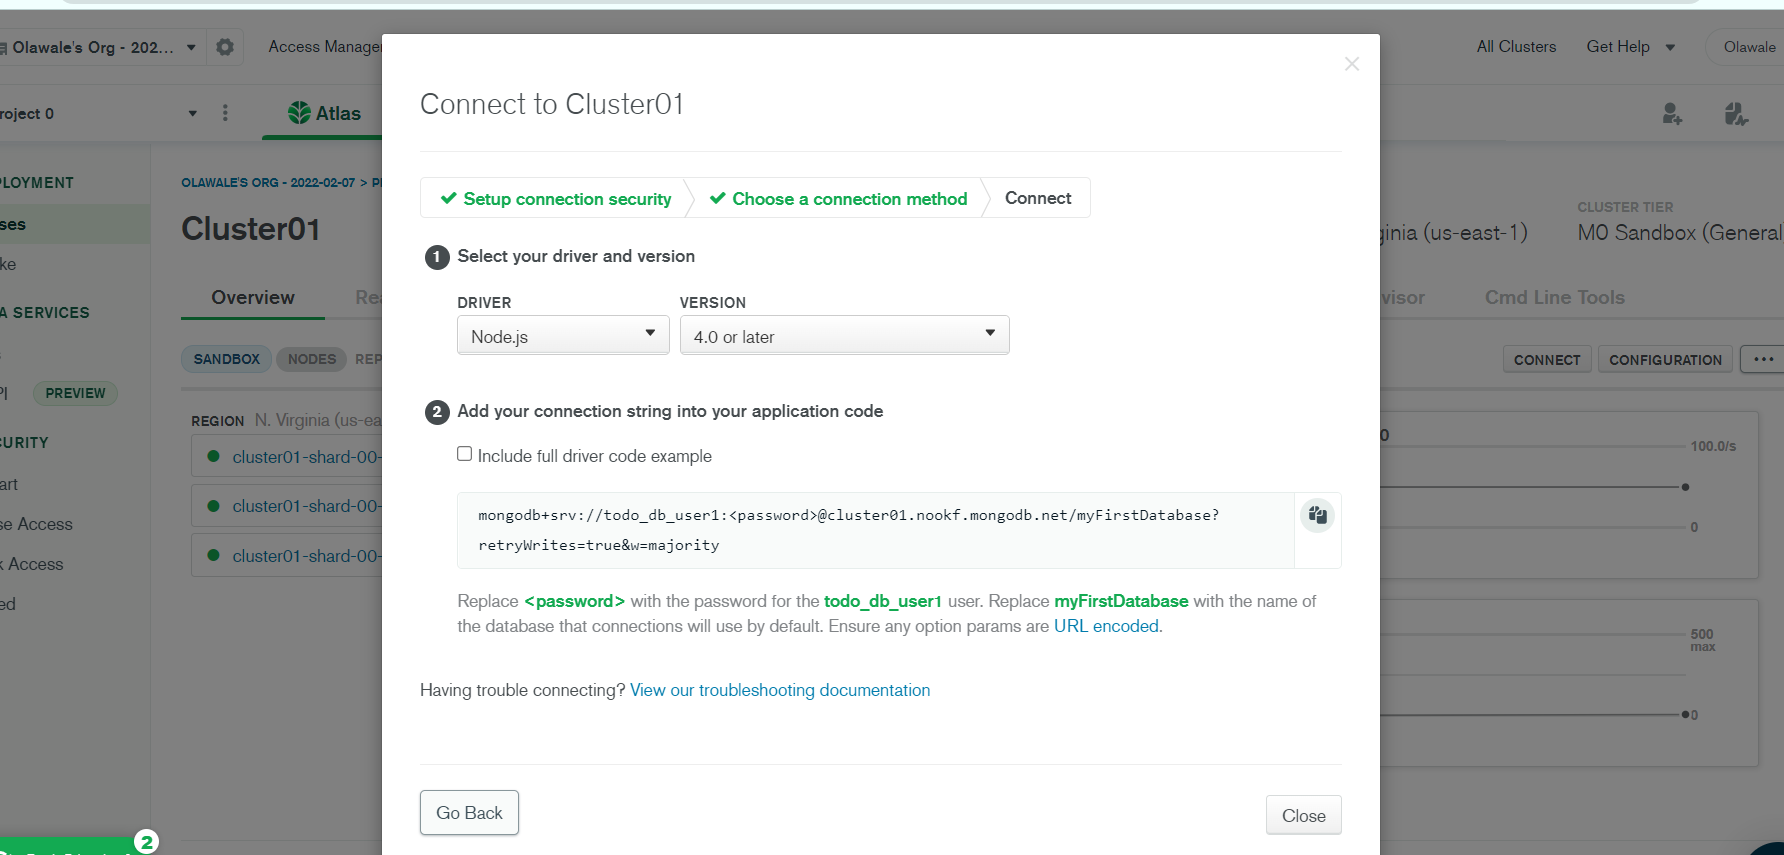 Olawale's Org - 202...
Access Manager
All Clusters
Get Help
Olawale
roject 0
Atlas
PLOYMENT
ses
ke
A SERVICES
PI
PREVIEW
CURITY
art
se Access
k Access
ed
2
OLAWALE'S ORG - 2022-02-07 > P
Cluster01
Overview
Rea
SANDBOX
NODES
REP
REGION N. Virginia (us-ea
cluster01-shard-00-
cluster01-shard-00-
cluster01-shard-00-
Connect to Cluster01
Setup connection security
Choose a connection method
Connect
1 Select your driver and version
DRIVER
VERSION
Node.js
4.0 or later
2 Add your connection string into your application code
Include full driver code example
mongodb+srv://todo_db_user1:<password>@cluster01.nookf.mongodb.net/myFirstDatabase?
retryWrites=true&w=majority
Replace <password> with the password for the todo_db_user1 user. Replace myFirstDatabase with the name of
the database that connections will use by default. Ensure any option params are URL encoded.
Having trouble connecting? View our troubleshooting documentation
Go Back
Close
CLUSTER TIER
ginia (us-east-1)
M0 Sandbox (General
visor
Cmd Line Tools
CONNECT
CONFIGURATION
...
0
100.0/s
0
500
max
0